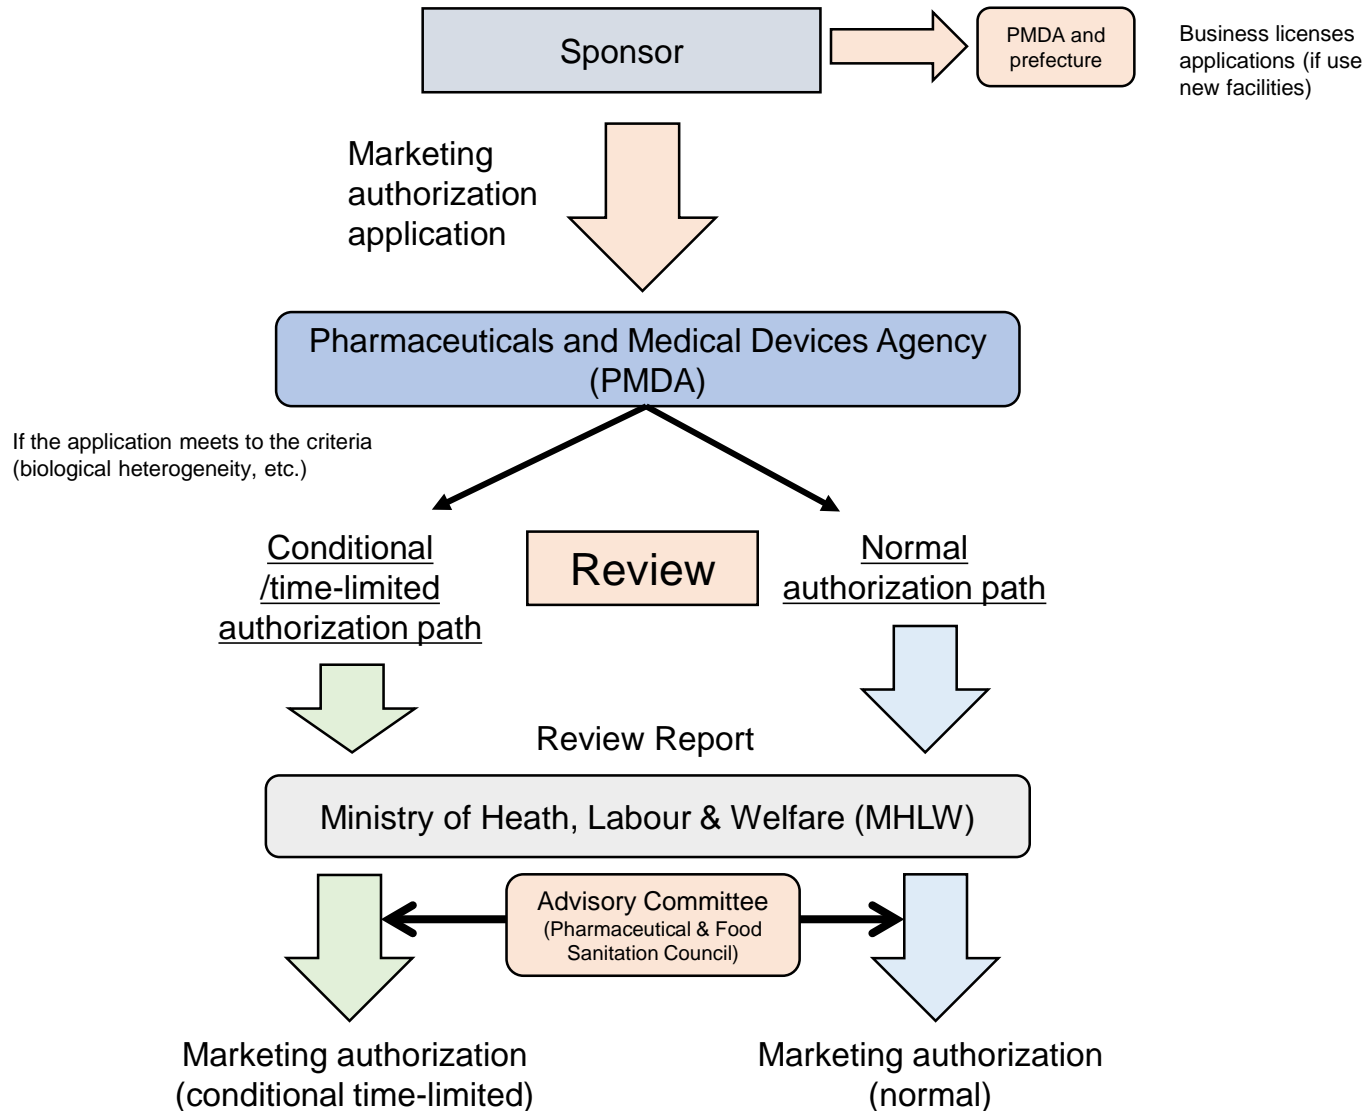 Sponsor
PMDA and
prefecture
Business licenses
applications (if use
new facilities)
Marketing
authorization
application
Pharmaceuticals and Medical Devices Agency
(PMDA)
If the application meets to the criteria
(biological heterogeneity, etc.)
Conditional
/time-limited
authorization path
Review
Normal
authorization path
Review Report
Ministry of Heath, Labour & Welfare (MHLW)
Advisory Committee
(Pharmaceutical & Food
Sanitation Council)
Marketing authorization
(conditional time-limited)
Marketing authorization
(normal)